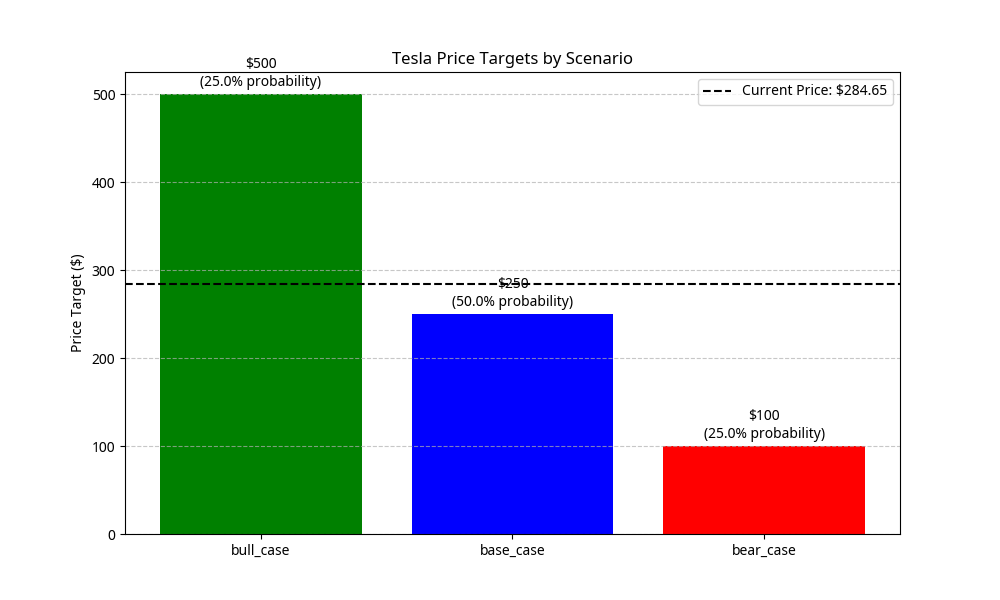 Tesla Price Targets by Scenario
$500
(25.0% probability)
Current Price: $284.65
$250
(50.0% probability)
$100
(25.0% probability)
Price Target ($)
500
400
300
200
100
0
bull_case
base_case
bear_case